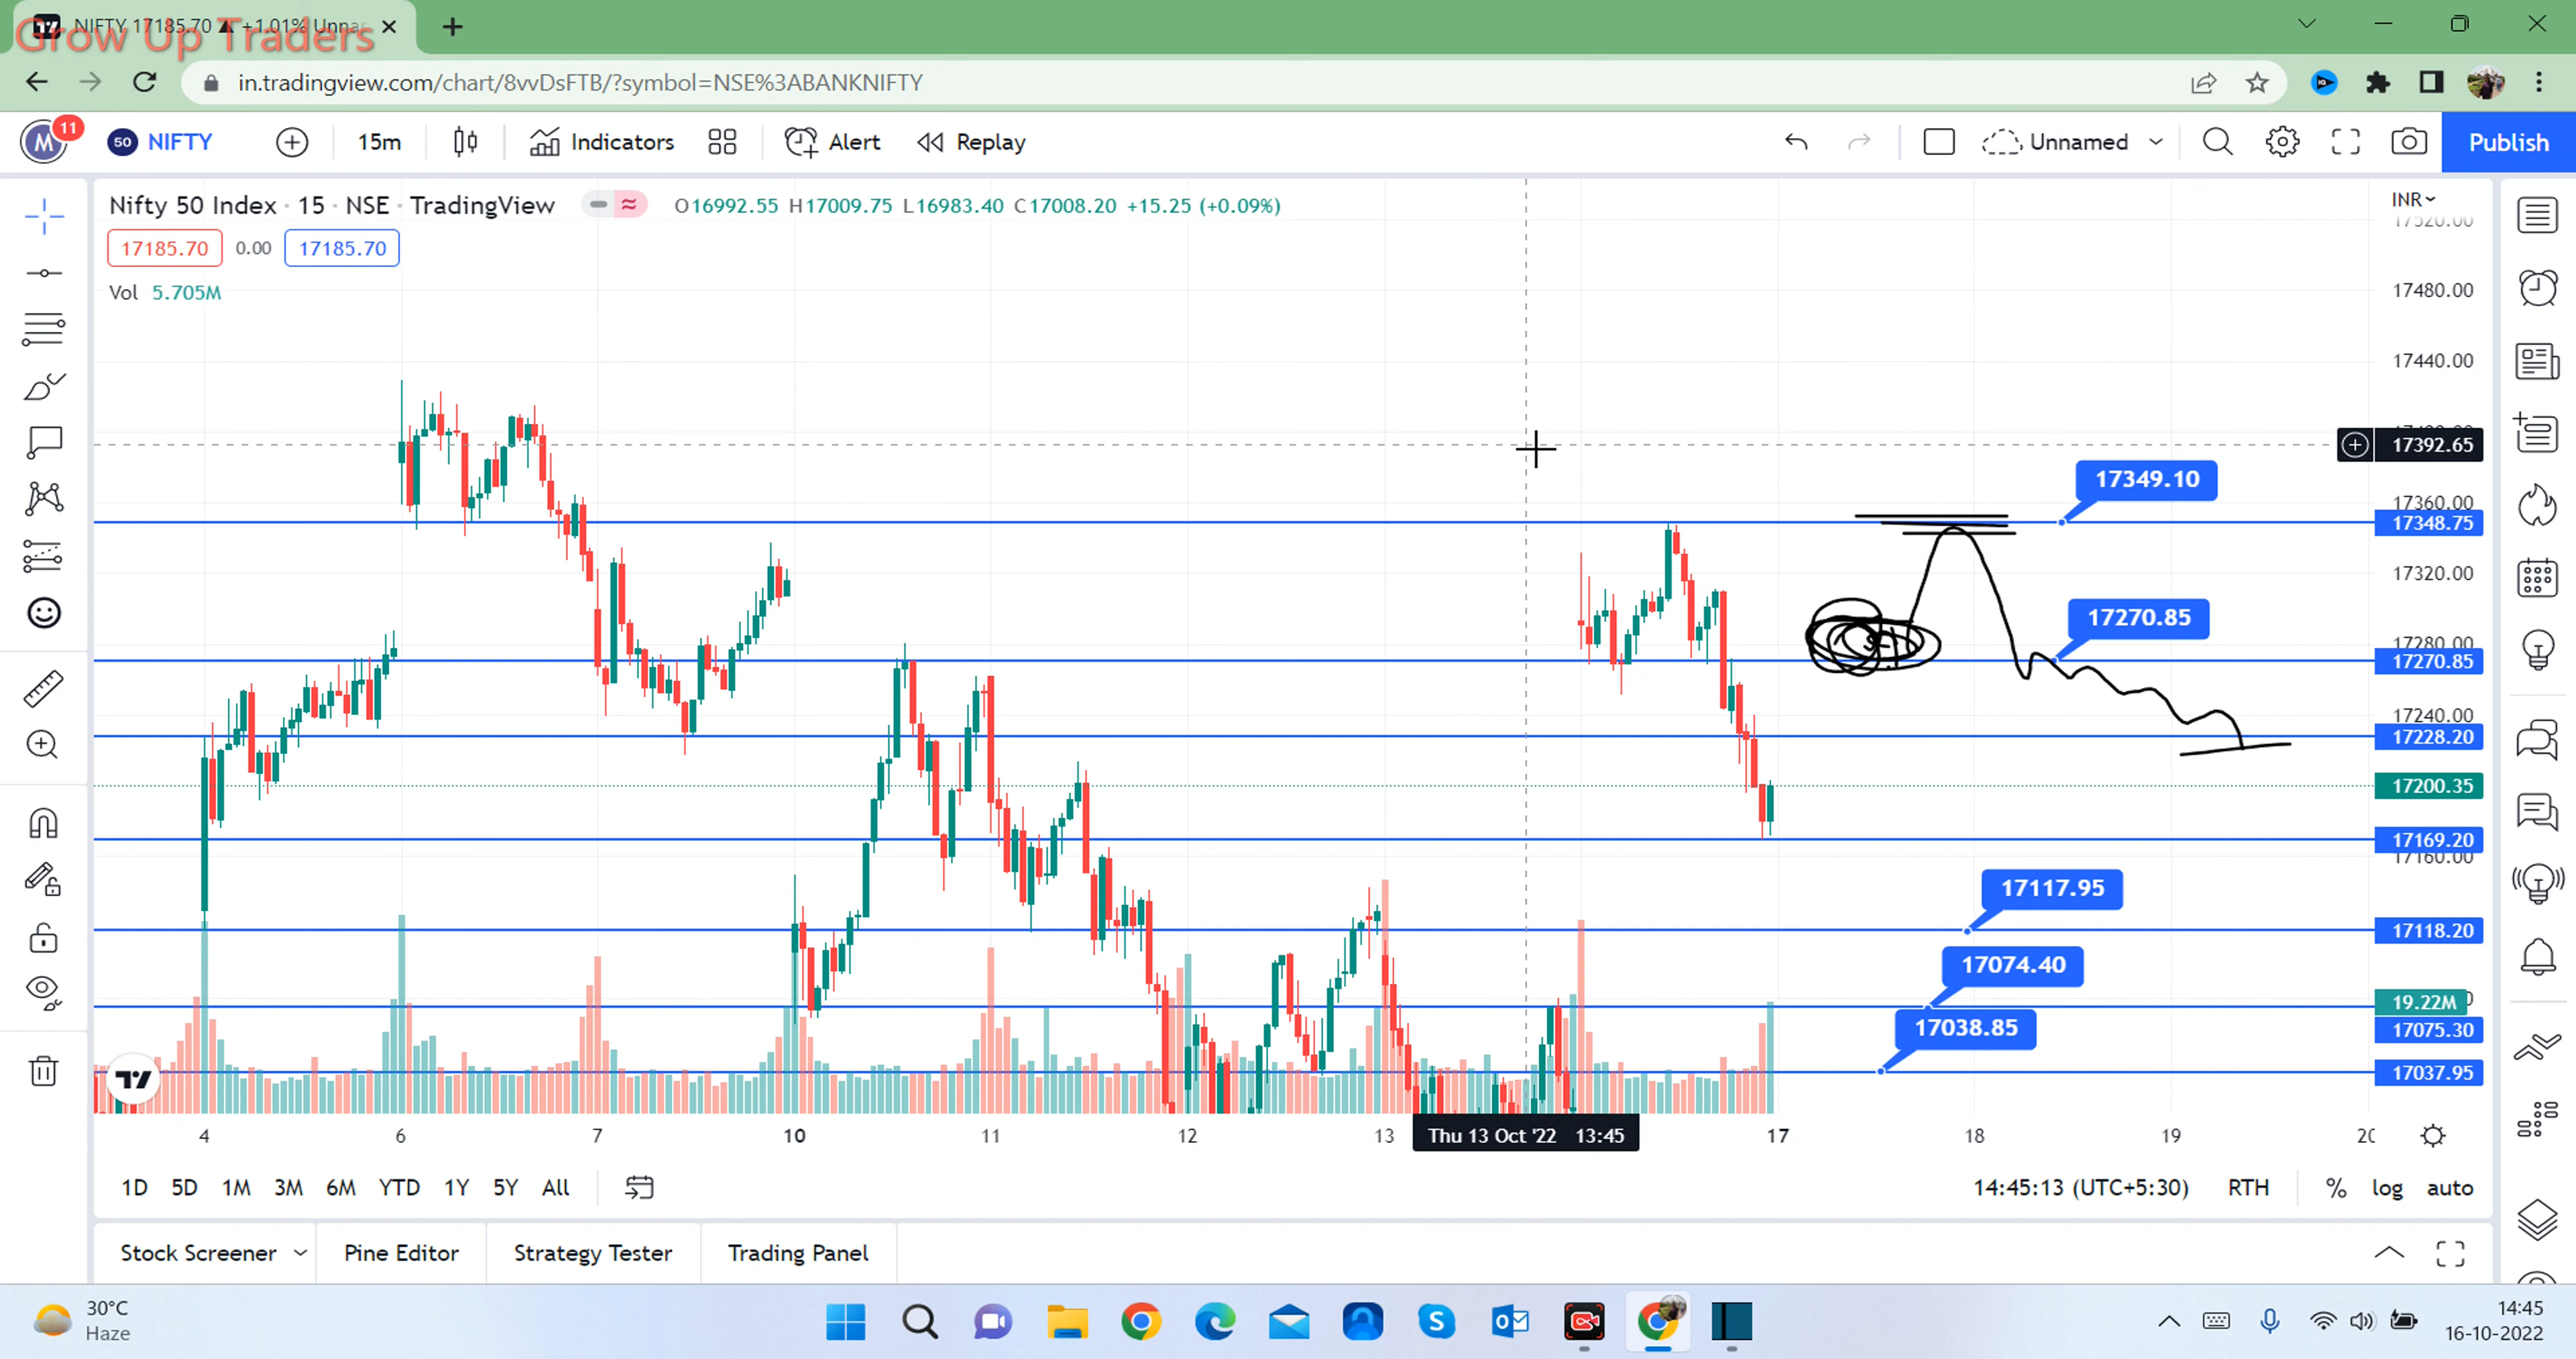 NIFTY 17185.70 ▲ +1.01% Unna
Grow Up Traders
in.tradingview.com/chart/8vvDsFTB/?symbol=NSE%3ABANKNIFTY
M 11 50 NIFTY 15m Indicators Alert Replay Unnamed Publish
Nifty 50 Index · 15 · NSE · TradingView O16992.55 H17009.75 L16983.40 C17008.20 +15.25 (+0.09%)
INR
17520.00
17185.70 0.00 17185.70
Vol 5.705M
17480.00
17440.00
17392.65
17349.10
17360.00
17348.75
17320.00
17270.85
17280.00
17270.85
17240.00
17228.20
17200.35
17169.20
17160.00
17117.95
17118.20
17074.40
19.22M
17038.85
17075.30
17037.95
4 6 7 10 11 12 13 Thu 13 Oct '22 13:45 17 18 19
1D 5D 1M 3M 6M YTD 1Y 5Y All 14:45:13 (UTC+5:30) RTH % log auto
Stock Screener Pine Editor Strategy Tester Trading Panel
30°C
Haze
14:45
16-10-2022